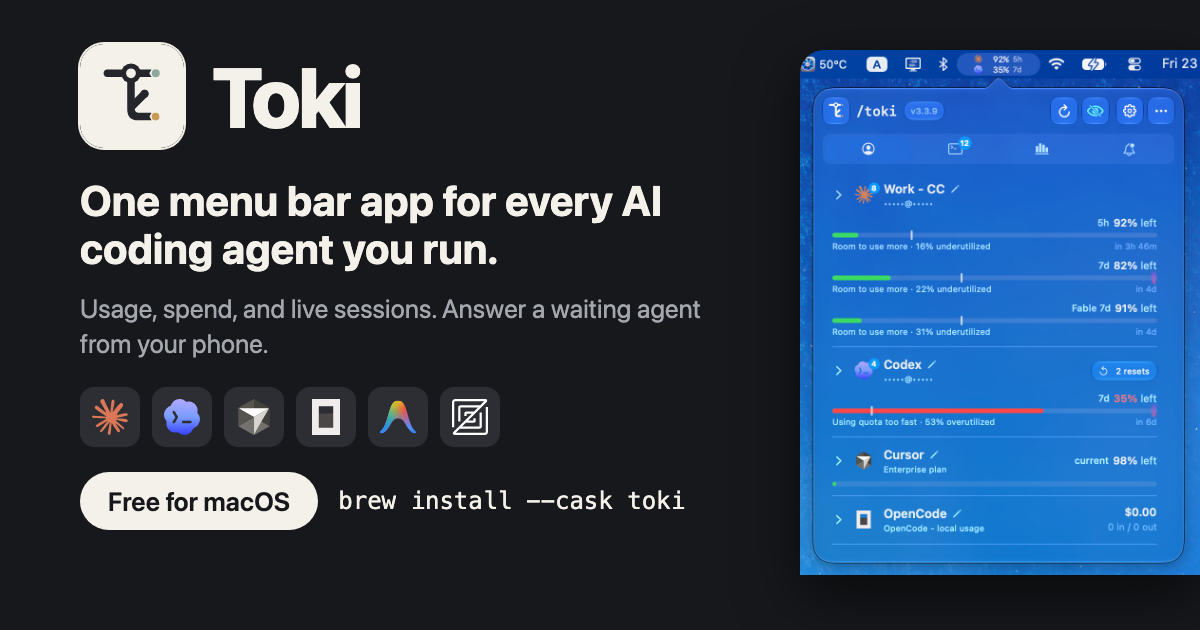 Toki
One menu bar app for every AI
coding agent you run.
Usage, spend, and live sessions. Answer a waiting agent
from your phone.
Free for macOS
brew install --cask toki
50°C
A
92% 5h
35% 7d
Fri 23
/toki
v3.3.9
12
8
Work - CC
•••••@•••••
5h 92% left
Room to use more · 16% underutilized
in 3h 46m
7d 82% left
Room to use more · 22% underutilized
in 4d
Fable 7d 91% left
Room to use more · 31% underutilized
in 4d
4
Codex
•••••@•••••
2 resets
7d 35% left
Using quota too fast · 53% overutilized
in 6d
Cursor
Enterprise plan
current 98% left
OpenCode
OpenCode - local usage
$0.00
0 in / 0 out